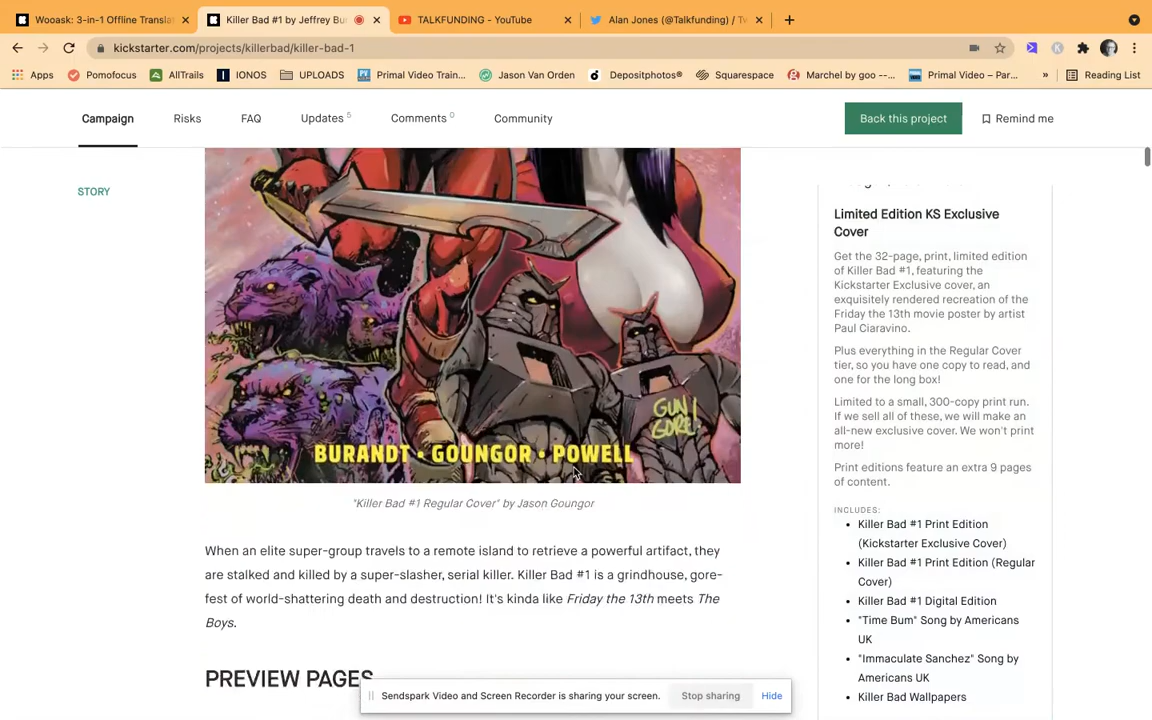 Wooask: 3-in-1 Offline Transla
Killer Bad #1 by Jeffrey Bu
TALKFUNDING - YouTube
Alan Jones (@Talkfunding) / Tw
kickstarter.com/projects/killerbad/killer-bad-1
Apps
Pomofocus
AllTrails
IONOS
UPLOADS
Primal Video Train...
Jason Van Orden
Depositphotos®
Squarespace
Marchel by goo --...
Primal Video – Par...
»
Reading List
Campaign
Risks
FAQ
Updates 5
Comments 0
Community
Back this project
Remind me
STORY
GUN!
GORE!
BURANDT • GOUNGOR • POWELL
"Killer Bad #1 Regular Cover" by Jason Goungor
When an elite super-group travels to a remote island to retrieve a powerful artifact, they
are stalked and killed by a super-slasher, serial killer. Killer Bad #1 is a grindhouse, gore-
fest of world-shattering death and destruction! It's kinda like Friday the 13th meets The
Boys.
PREVIEW PAGES
Limited Edition KS Exclusive
Cover
Get the 32-page, print, limited edition
of Killer Bad #1, featuring the
Kickstarter Exclusive cover, an
exquisitely rendered recreation of the
Friday the 13th movie poster by artist
Paul Ciaravino.
Plus everything in the Regular Cover
tier, so you have one copy to read, and
one for the long box!
Limited to a small, 300-copy print run.
If we sell all of these, we will make an
all-new exclusive cover. We won't print
more!
Print editions feature an extra 9 pages
of content.
INCLUDES:
Killer Bad #1 Print Edition
(Kickstarter Exclusive Cover)
Killer Bad #1 Print Edition (Regular
Cover)
Killer Bad #1 Digital Edition
"Time Bum" Song by Americans
UK
"Immaculate Sanchez" Song by
Americans UK
Killer Bad Wallpapers
Sendspark Video and Screen Recorder is sharing your screen.
Stop sharing
Hide